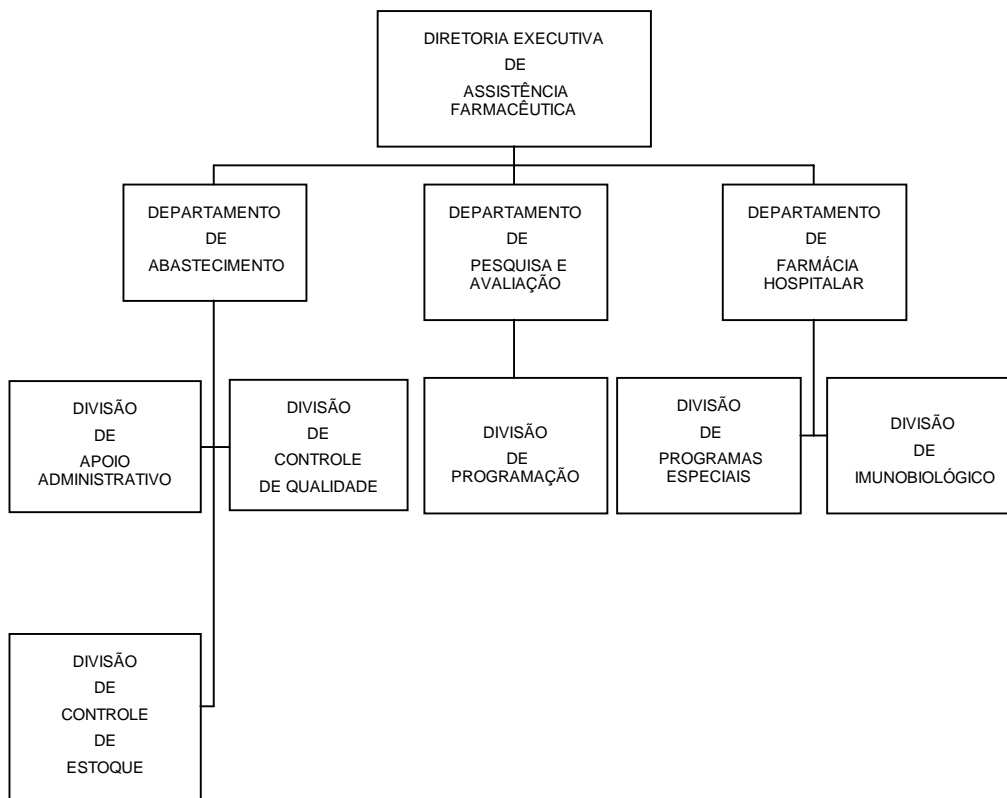 DIRETORIA EXECUTIVA
DE
ASSISTÊNCIA
FARMACÊUTICA
DEPARTAMENTO
DE
ABASTECIMENTO
DEPARTAMENTO
DE
PESQUISA E
AVALIAÇÃO
DEPARTAMENTO
DE
FARMÁCIA
HOSPITALAR
DIVISÃO
DE
APOIO
ADMINISTRATIVO
DIVISÃO
DE
CONTROLE
DE QUALIDADE
DIVISÃO
DE
PROGRAMAÇÃO
DIVISÃO
DE
PROGRAMAS
ESPECIAIS
DIVISÃO
DE
IMUNOBIOLÓGICO
DIVISÃO
DE
CONTROLE
DE
ESTOQUE